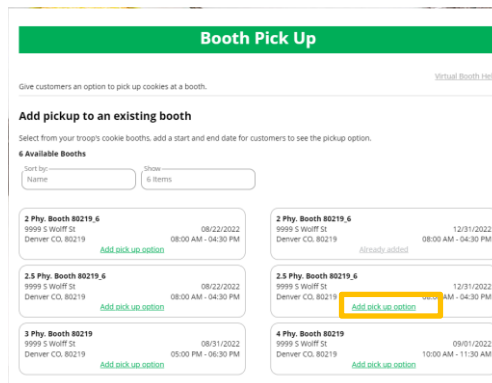 Booth Pick Up
Virtual Booth Hel
Give customers an option to pick up cookies at a booth.
Add pickup to an existing booth
Select from your troop's cookie booths, add a start and end date for customers to see the pickup option.
6 Available Booths
Sort by:
Name
Show
6 Items
2 Phy. Booth 80219_6
9999 S Wolff St 08/22/2022
Denver CO, 80219 08:00 AM - 04:30 PM
Add pick up option
2 Phy. Booth 80219_6
9999 S Wolff St 12/31/2022
Denver CO, 80219 08:00 AM - 04:30 PM
Already added
2.5 Phy. Booth 80219_6
9999 S Wolff St 08/22/2022
Denver CO, 80219 08:00 AM - 04:30 PM
Add pick up option
2.5 Phy. Booth 80219_6
9999 S Wolff St 12/31/2022
Denver CO, 80219 AM - 04:30 PM
Add pick up option
3 Phy. Booth 80219
9999 S Wolff St 08/31/2022
Denver CO, 80219 05:00 PM - 06:30 PM
Add pick up option
4 Phy. Booth 80219
9999 S Wolff St 09/01/2022
Denver CO, 80219 10:00 AM - 11:30 AM
Add pick up option